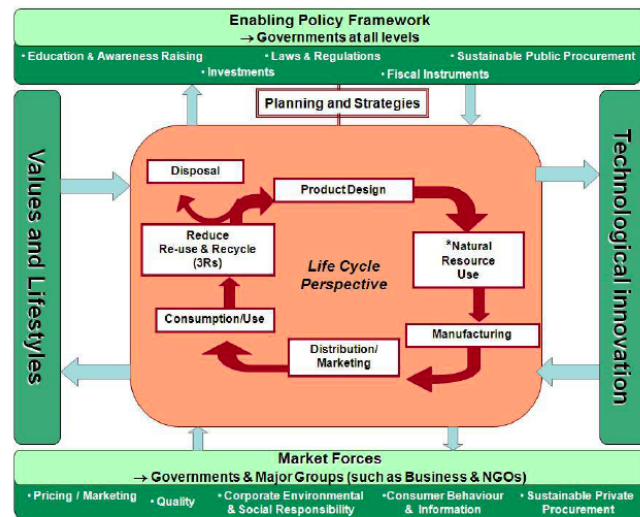 Enabling Policy Framework
→ Governments at all levels
• Education & Awareness Raising
• Laws & Regulations
• Sustainable Public Procurement
• Investments
• Fiscal Instruments
Planning and Strategies
Values and Lifestyles
Technological innovation
Disposal
Product Design
Reduce
Re-use & Recycle
(3Rs)
*Natural
Resource
Use
Life Cycle
Perspective
Consumption/Use
Manufacturing
Distribution/
Marketing
Market Forces
→ Governments & Major Groups (such as Business & NGOs)
• Pricing / Marketing
• Quality
• Corporate Environmental
& Social Responsibility
• Consumer Behaviour
& Information
• Sustainable Private
Procurement